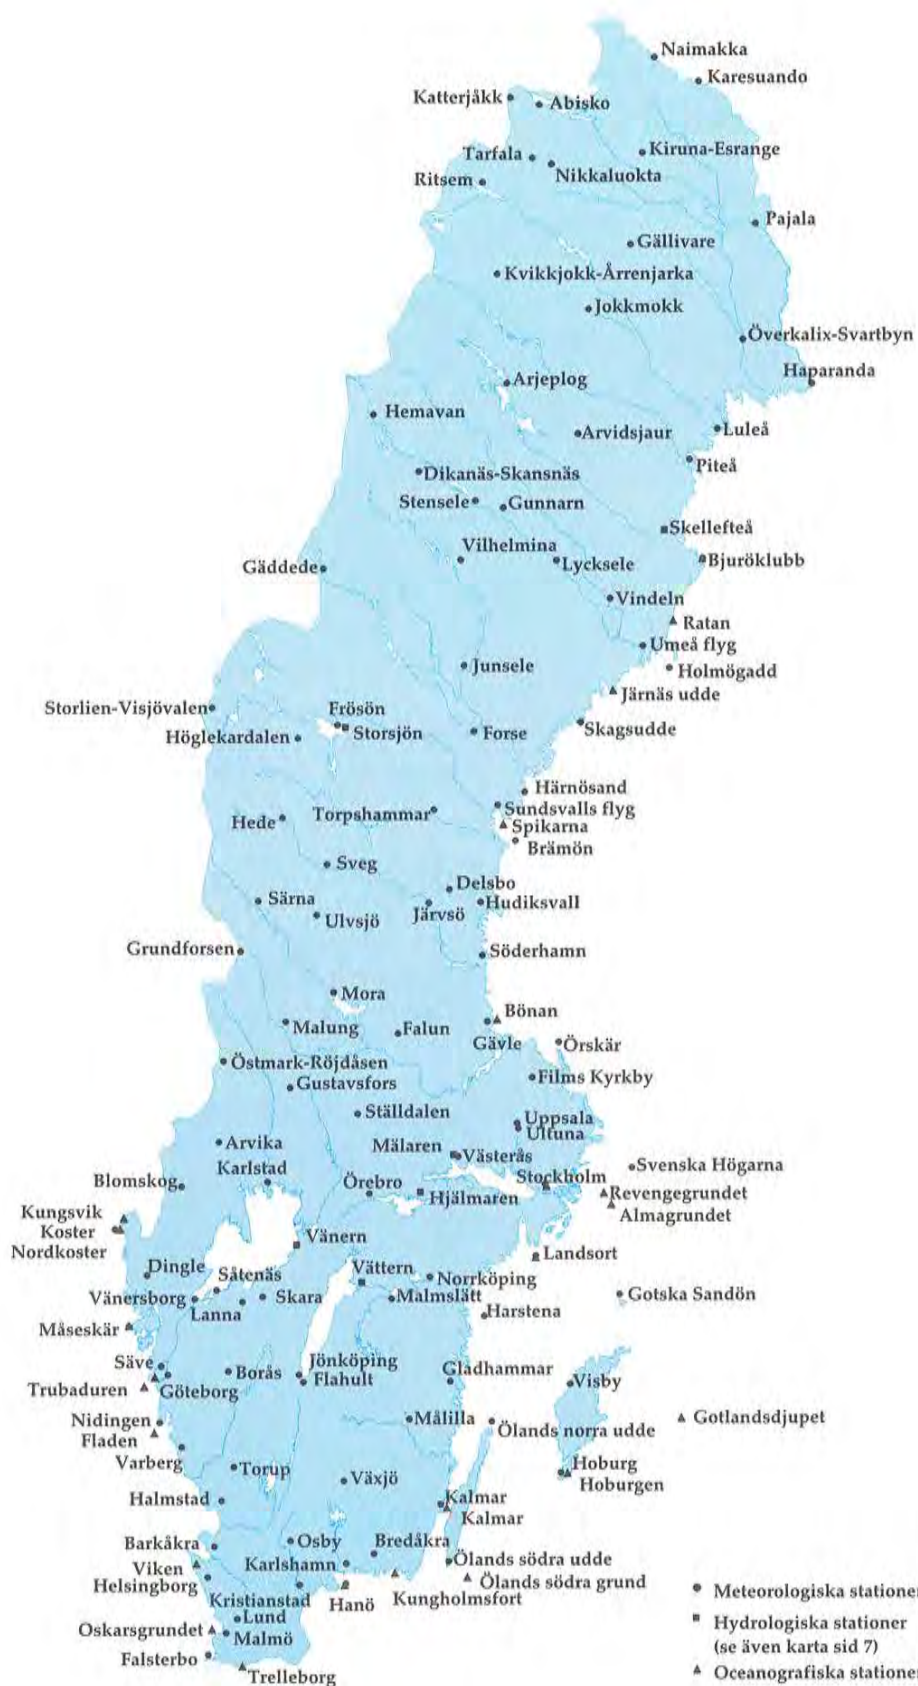 Naimakka
Karesuando
Katterjåkk
Abisko
Kiruna-Esrange
Tarfala
Nikkaluokta
Ritsem
Pajala
Gällivare
Kvikkjokk-Årrenjarka
Jokkmokk
Överkalix-Svartbyn
Haparanda
Arjeplog
Hemavan
Luleå
Arvidsjaur
Piteå
Dikanäs-Skansnäs
Stensele
Gunnarn
Skellefteå
Vilhelmina
Lycksele
Bjuröklubb
Gäddede
Vindeln
Ratan
Umeå flyg
Junsele
Holmögadd
Järnäs udde
Storlien-Visjövalen
Frösön
Storsjön
Forse
Skagsudde
Höglekardalen
Härnösand
Sundsvalls flyg
Torpshammar
Hede
Spikarna
Brämön
Sveg
Delsbo
Särna
Järvsö
Hudiksvall
Ulvsjö
Grundforsen
Söderhamn
Mora
Bönan
Malung
Falun
Gävle
Örskär
Östmark-Röjdåsen
Films Kyrkby
Gustavsfors
Ställdalen
Uppsala
Ultuna
Arvika
Mälaren
Västerås
Karlstad
Svenska Högarna
Blomskog
Örebro
Hjälmaren
Stockholm
Revengegrundet
Almagrundet
Kungsvik
Koster
Nordkoster
Vänern
Landsort
Dingle
Såtenäs
Vättern
Norrköping
Gotska Sandön
Vänersborg
Lanna
Skara
Malmslätt
Harstena
Måseskär
Säve
Borås
Jönköping
Flahult
Gladhammar
Visby
Trubaduren
Göteborg
Nidingen
Fladen
Målilla
Ölands norra udde
Gotlandsdjupet
Varberg
Torup
Växjö
Hoburg
Hoburgen
Halmstad
Kalmar
Kalmar
Barkåkra
Osby
Bredåkra
Viken
Karlshamn
Ölands södra udde
Helsingborg
Kristianstad
Hanö
Kungholmsfort
Ölands södra grund
Lund
Oskarsgrundet
Malmö
Falsterbo
Trelleborg
Meteorologiska stationer
Hydrologiska stationer
(se även karta sid 7)
Oceanografiska stationer